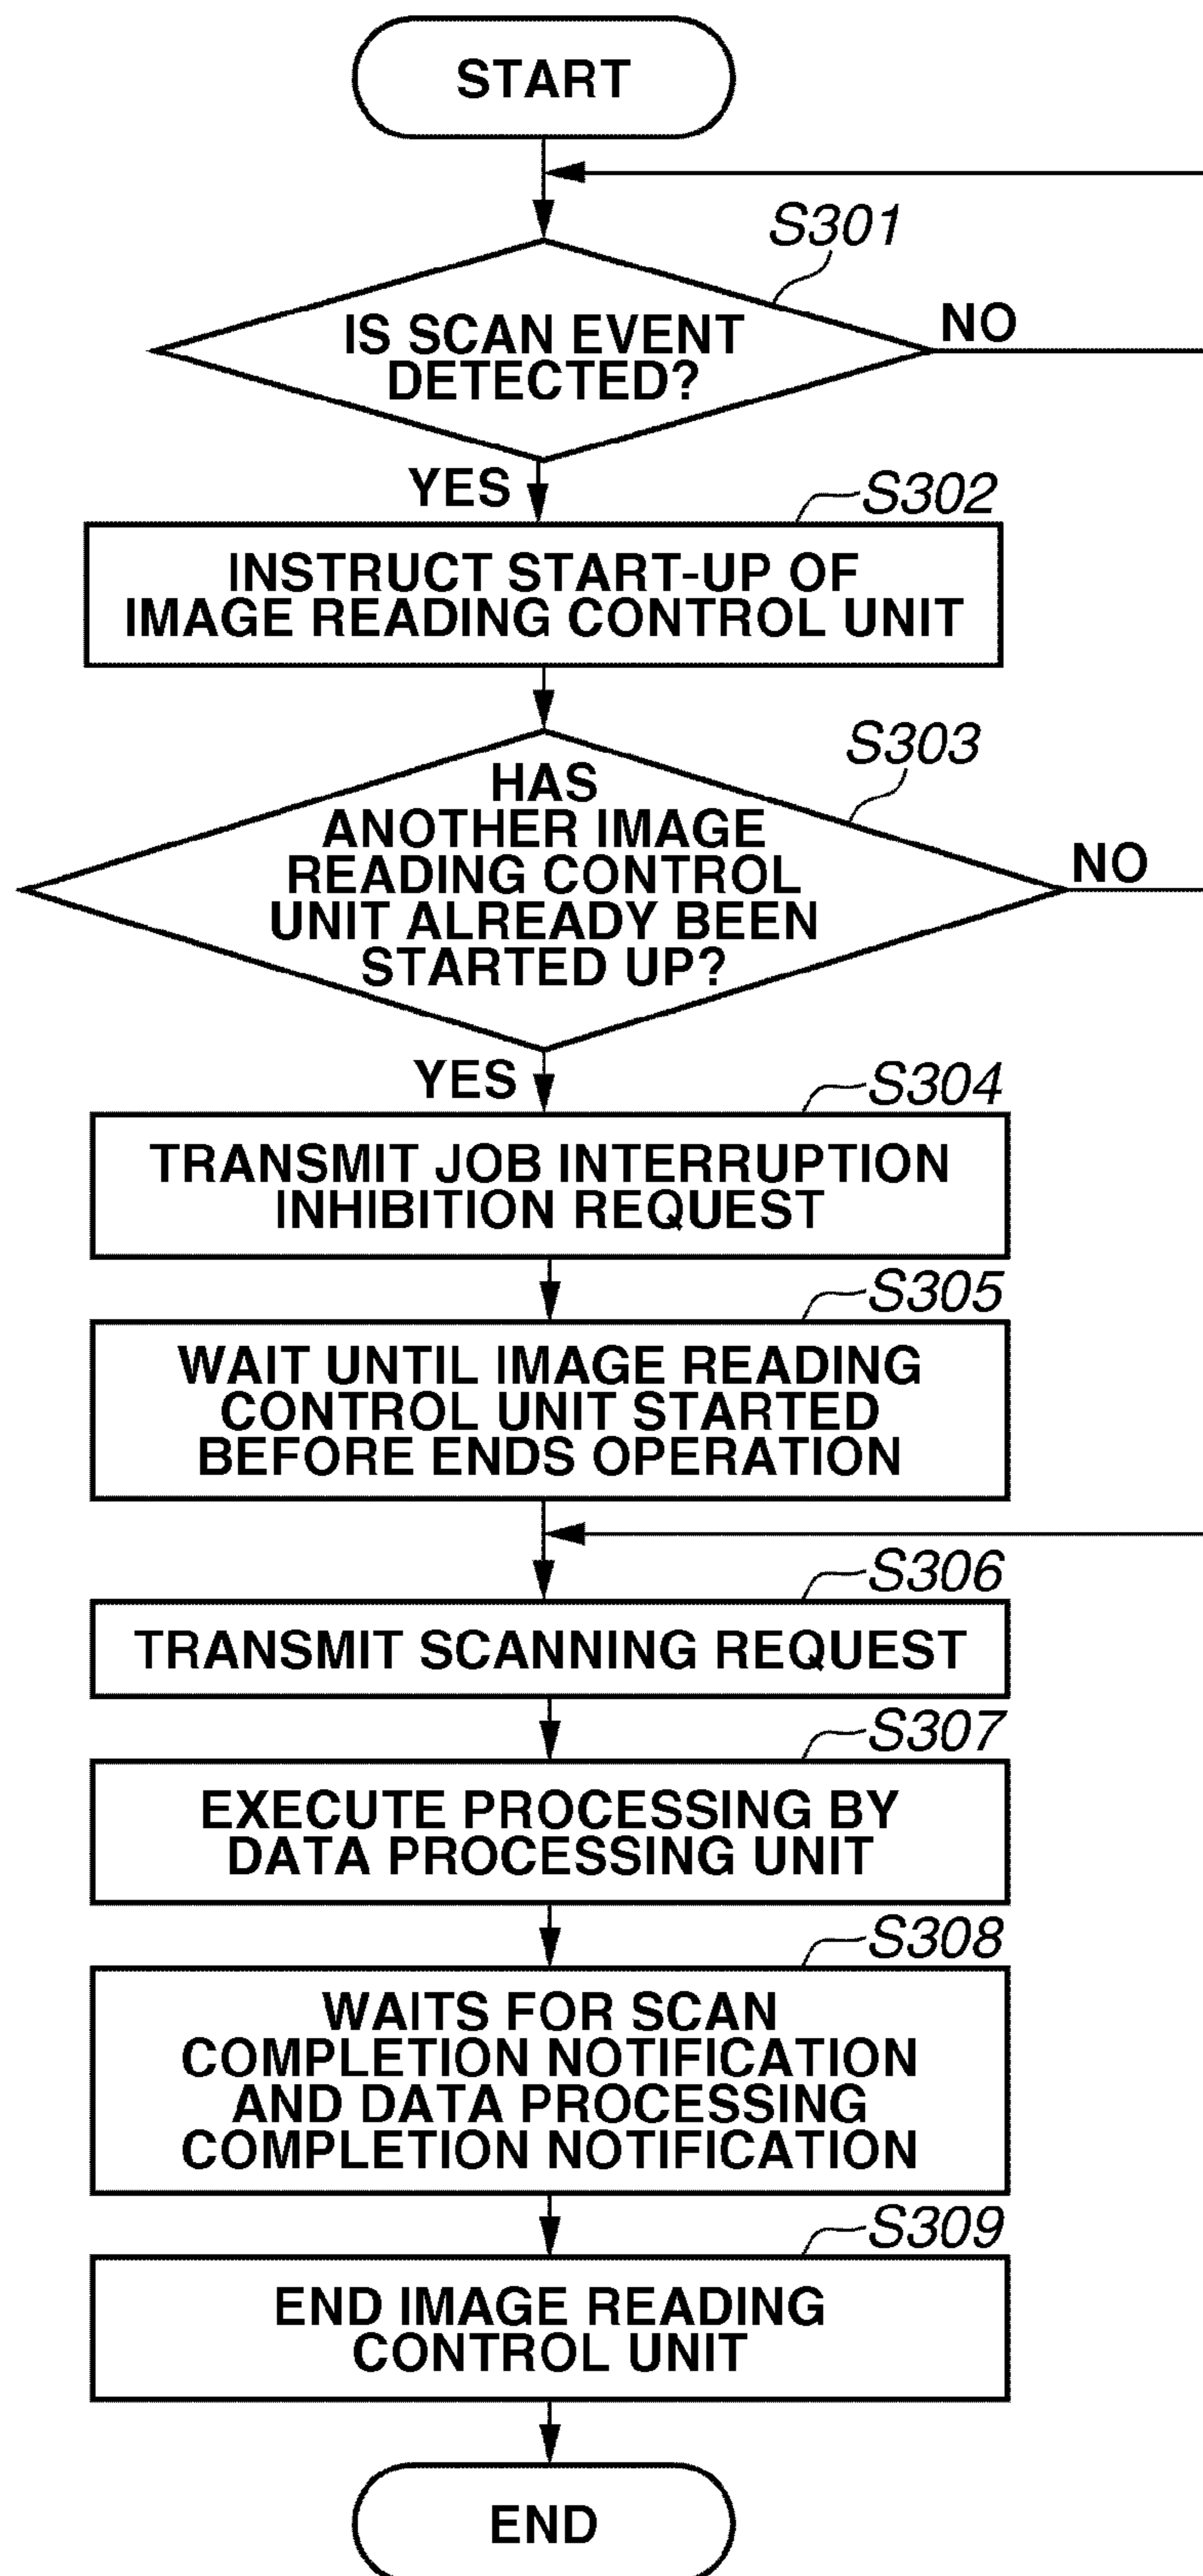 START
S301
IS SCAN EVENT
DETECTED?
NO
YES
S302
INSTRUCT START-UP OF
IMAGE READING CONTROL UNIT
S303
HAS
ANOTHER IMAGE
READING CONTROL
UNIT ALREADY BEEN
STARTED UP?
NO
YES
S304
TRANSMIT JOB INTERRUPTION
INHIBITION REQUEST
S305
WAIT UNTIL IMAGE READING
CONTROL UNIT STARTED
BEFORE ENDS OPERATION
S306
TRANSMIT SCANNING REQUEST
S307
EXECUTE PROCESSING BY
DATA PROCESSING UNIT
S308
WAITS FOR SCAN
COMPLETION NOTIFICATION
AND DATA PROCESSING
COMPLETION NOTIFICATION
S309
END IMAGE READING
CONTROL UNIT
END